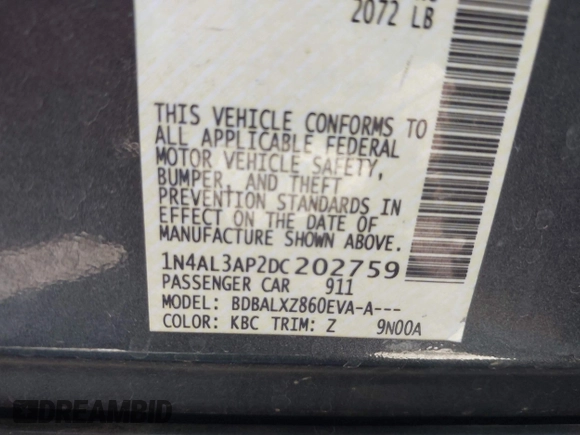 2072 LB
THIS VEHICLE CONFORMS TO
ALL APPLICABLE FEDERAL
MOTOR VEHICLE SAFETY,
BUMPER, AND THEFT
PREVENTION STANDARDS IN
EFFECT ON THE DATE OF
MANUFACTURE SHOWN ABOVE.
1N4AL3AP2DC202759
PASSENGER CAR 911
MODEL: BDBALXZ860EVA-A---
COLOR: KBC TRIM: Z 9N00A
DREAMBID